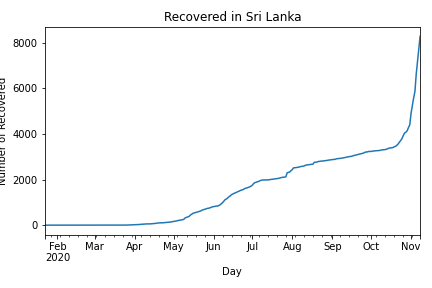 Recovered in Sri Lanka
Number of Recovered
8000
6000
4000
2000
0
Feb Mar Apr May Jun Jul Aug Sep Oct Nov
2020
Day